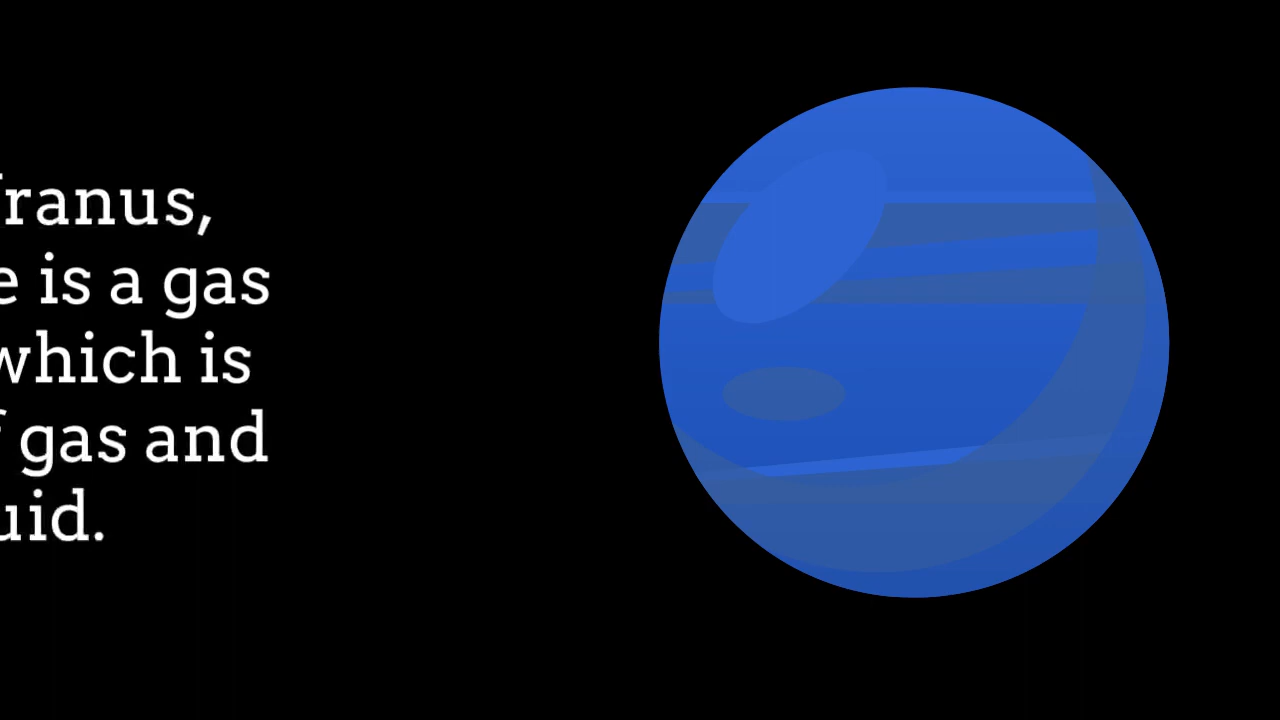 ranus,
e is a gas
which is
gas and
uid.